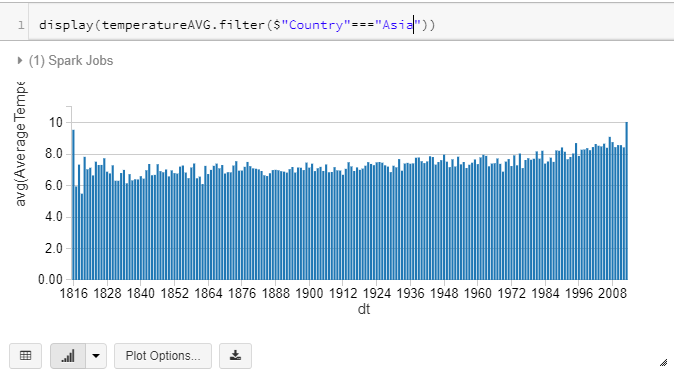 1
display(temperatureAVG.filter($"Country"==="Asia"))
(1) Spark Jobs
avg(AverageTempe
10
8.0
6.0
4.0
2.0
0.00
1816 1828 1840 1852 1864 1876 1888 1900 1912 1924 1936 1948 1960 1972 1984 1996 2008
dt
Plot Options...